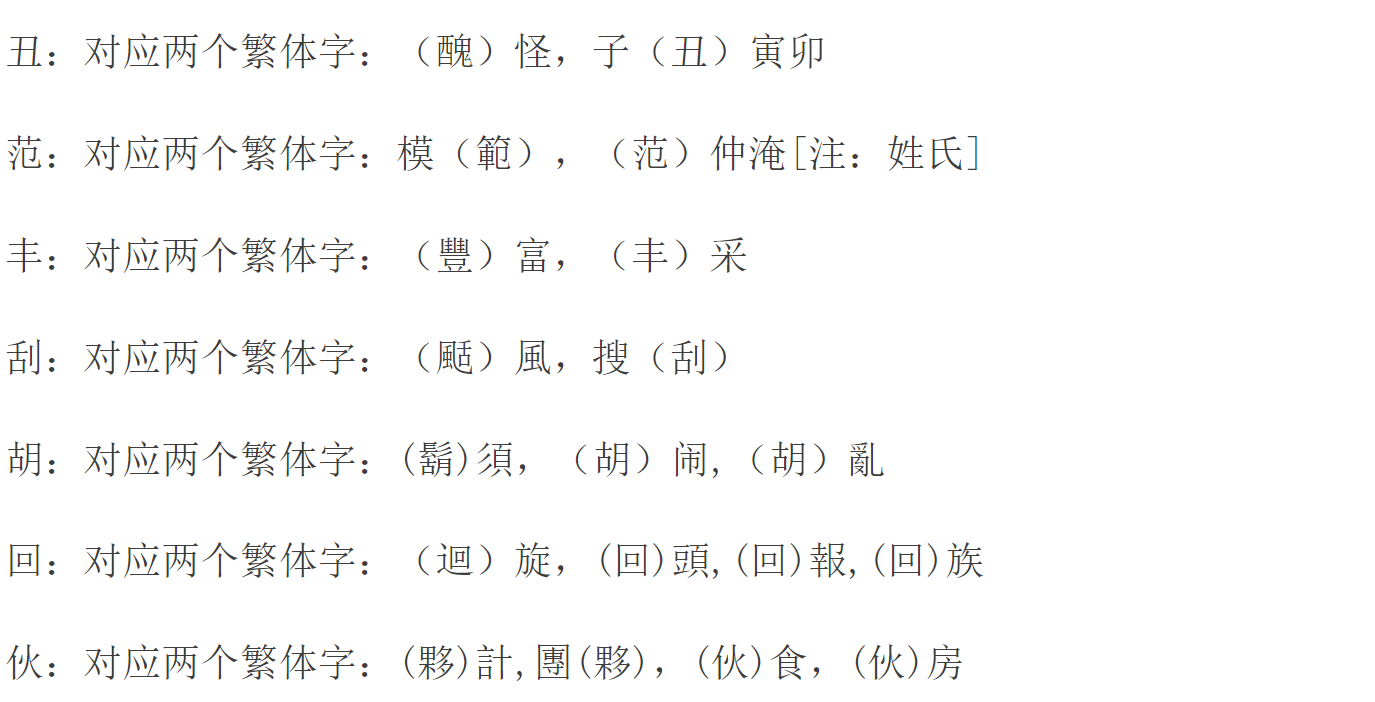 丑：对应两个繁体字：（醜）怪，子（丑）寅卯
范：对应两个繁体字：模（範），（范）仲淹[注：姓氏]
丰：对应两个繁体字：（豐）富，（丰）采
刮：对应两个繁体字：（颳）風，搜（刮）
胡：对应两个繁体字：(鬍)須，（胡）闹,（胡）亂
回：对应两个繁体字：（迴）旋，(回)頭,(回)報,(回)族
伙：对应两个繁体字：(夥)計,團(夥)，(伙)食，(伙)房